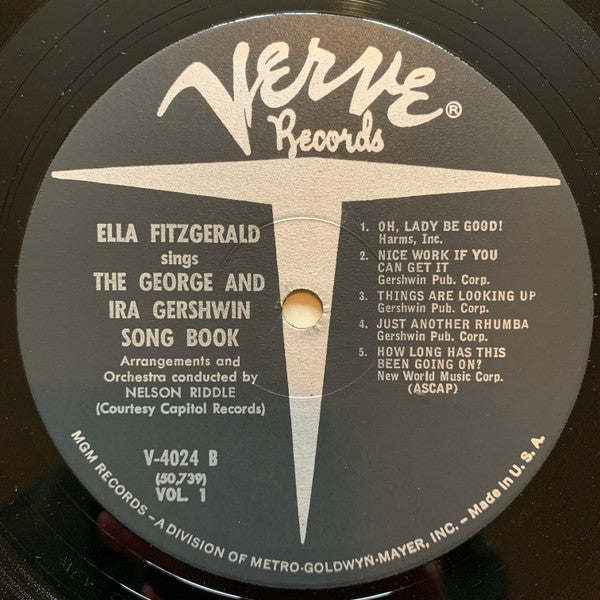 Verve®
Records
ELLA FITZGERALD
sings
THE GEORGE AND
IRA GERSHWIN
SONG BOOK
Arrangements and
Orchestra conducted by
NELSON RIDDLE
(Courtesy Capitol Records)
V-4024 B
(50,739)
VOL. 1
1. OH, LADY BE GOOD!
Harms, Inc.
2. NICE WORK IF YOU
CAN GET IT
Gershwin Pub. Corp.
3. THINGS ARE LOOKING UP
Gershwin Pub. Corp.
4. JUST ANOTHER RHUMBA
Gershwin Pub. Corp.
5. HOW LONG HAS THIS
BEEN GOING ON?
New World Music Corp.
(ASCAP)
MGM RECORDS – A DIVISION OF METRO-GOLDWYN-MAYER, INC. – Made in U. S. A.